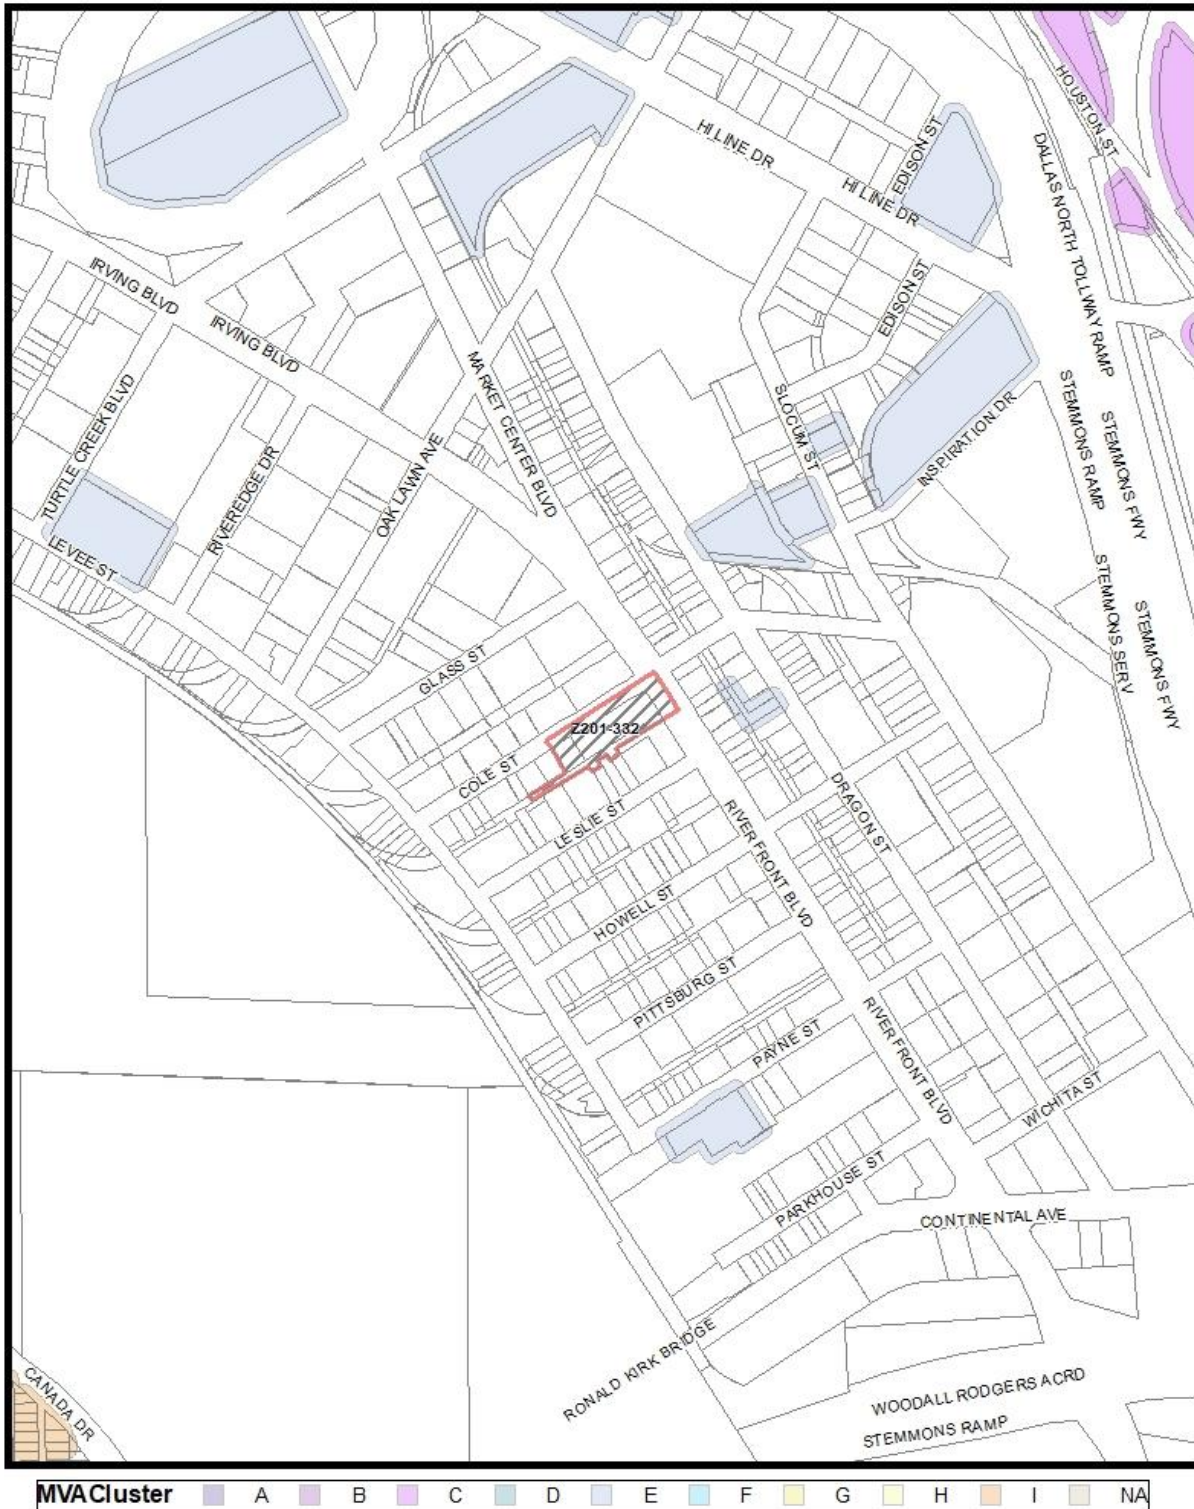 HOUSTON ST
HI LINE DR
EDISON ST
DALLAS NORTH TOLLWAY RAMP
HI LINE DR
IRVING BLVD
EDISON ST
IRVING BLVD
MARKET CENTER BLVD
STEMMONS RAMP
TURTLE CREEK BLVD
SLOCUM ST
INSPIRATION DR
STEMMONS FWY
OAK LAWN AVE
RIVEREDGE DR
LEVEE ST
STEMMONS SERV
STEMMONS FWY
GLASS ST
Z201-332
COLE ST
DRAGON ST
LESLIE ST
RIVERFRONT BLVD
HOWELL ST
PITTSBURG ST
RIVERFRONT BLVD
PAYNE ST
WICHITA ST
PARKHOUSE ST
CONTINENTAL AVE
RONALD KIRK BRIDGE
CANADA DR
WOODALL RODGERS ACRD
STEMMONS RAMP
MVACluster A B C D E F G H I NA